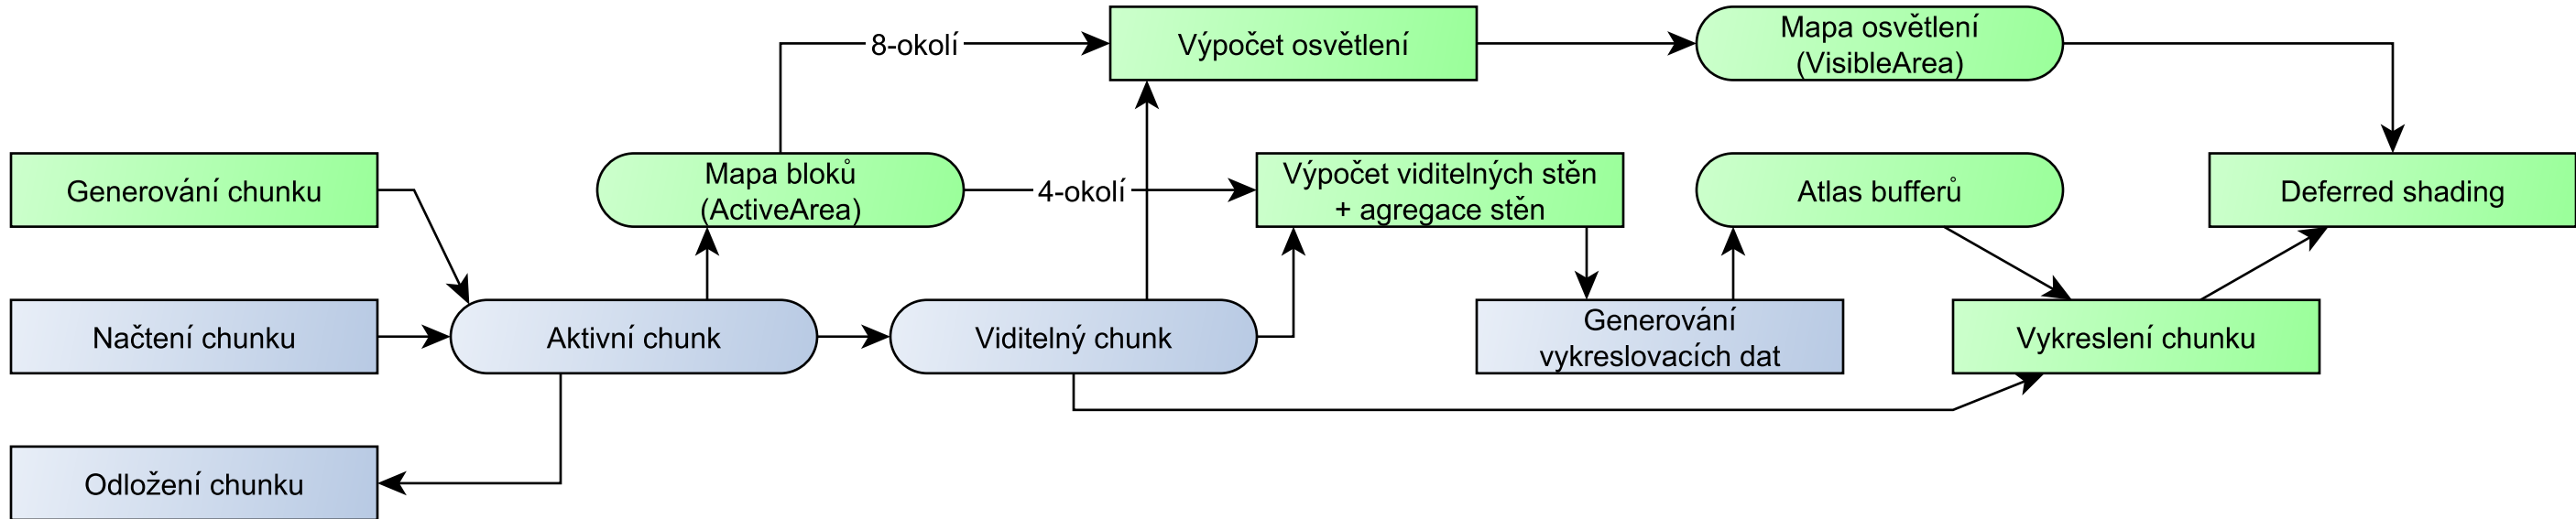 8-okolí
Výpočet osvětlení
Mapa osvětlení
(VisibleArea)
Generování chunku
Mapa bloků
(ActiveArea)
4-okolí
Výpočet viditelných stěn
+ agregace stěn
Atlas bufferů
Deferred shading
Načtení chunku
Aktivní chunk
Viditelný chunk
Generování
vykreslovacích dat
Vykreslení chunku
Odložení chunku